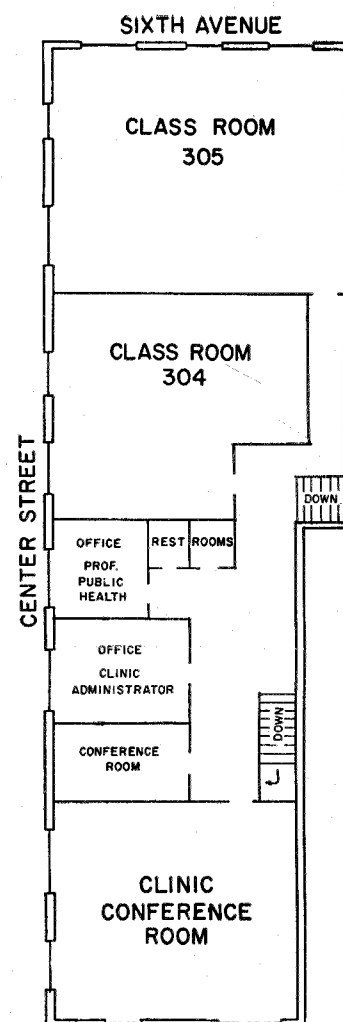 SIXTH AVENUE
CLASS ROOM
305
CLASS ROOM
304
CENTER STREET
DOWN
OFFICE
PROF.
PUBLIC
HEALTH
REST ROOMS
OFFICE
CLINIC
ADMINISTRATOR
DOWN
CONFERENCE
ROOM
CLINIC
CONFERENCE
ROOM